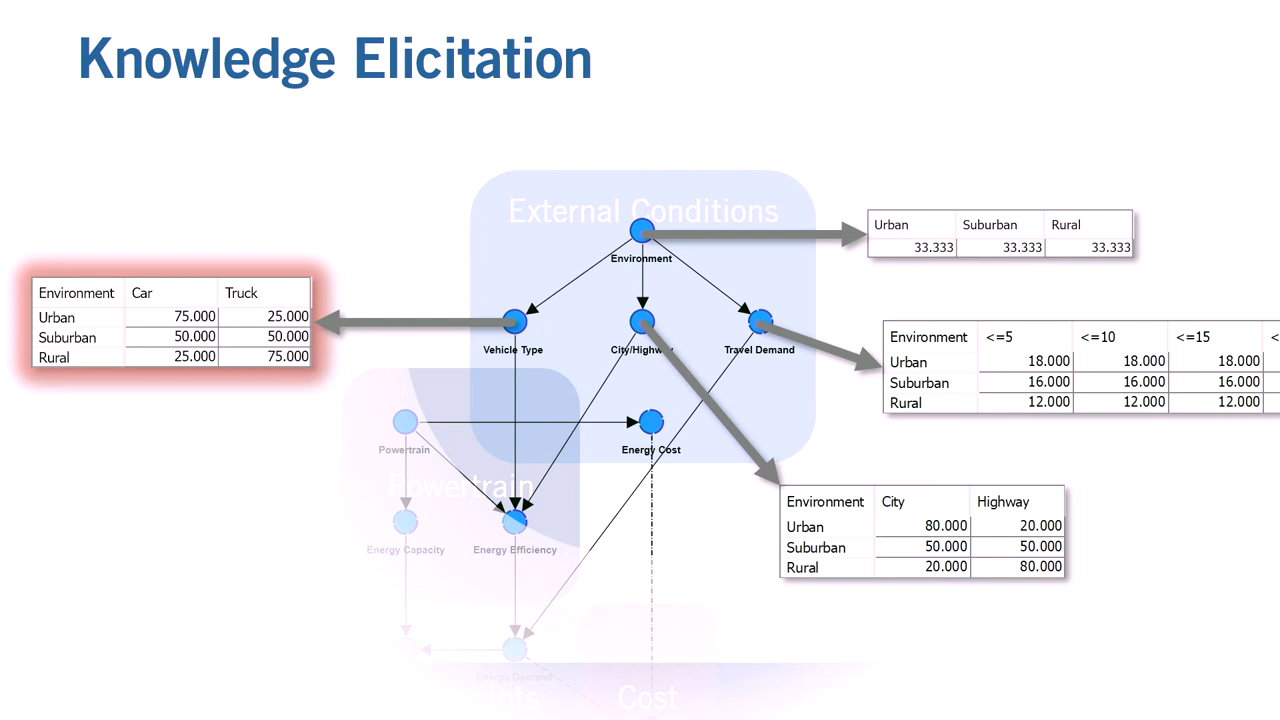 Knowledge Elicitation
External Conditions
Urban Suburban Rural
33.333 33.333 33.333
Environment
Environment Car Truck
Urban 75.000 25.000
Suburban 50.000 50.000
Rural 25.000 75.000
Vehicle Type
City/Highway
Travel Demand
Environment <=5 <=10 <=15 <
Urban 18.000 18.000 18.000
Suburban 16.000 16.000 16.000
Rural 12.000 12.000 12.000
Powertrain
Energy Cost
Powertrain
Environment City Highway
Urban 80.000 20.000
Suburban 50.000 50.000
Rural 20.000 80.000
Energy Capacity
Energy Efficiency
Energy Demand
Cost